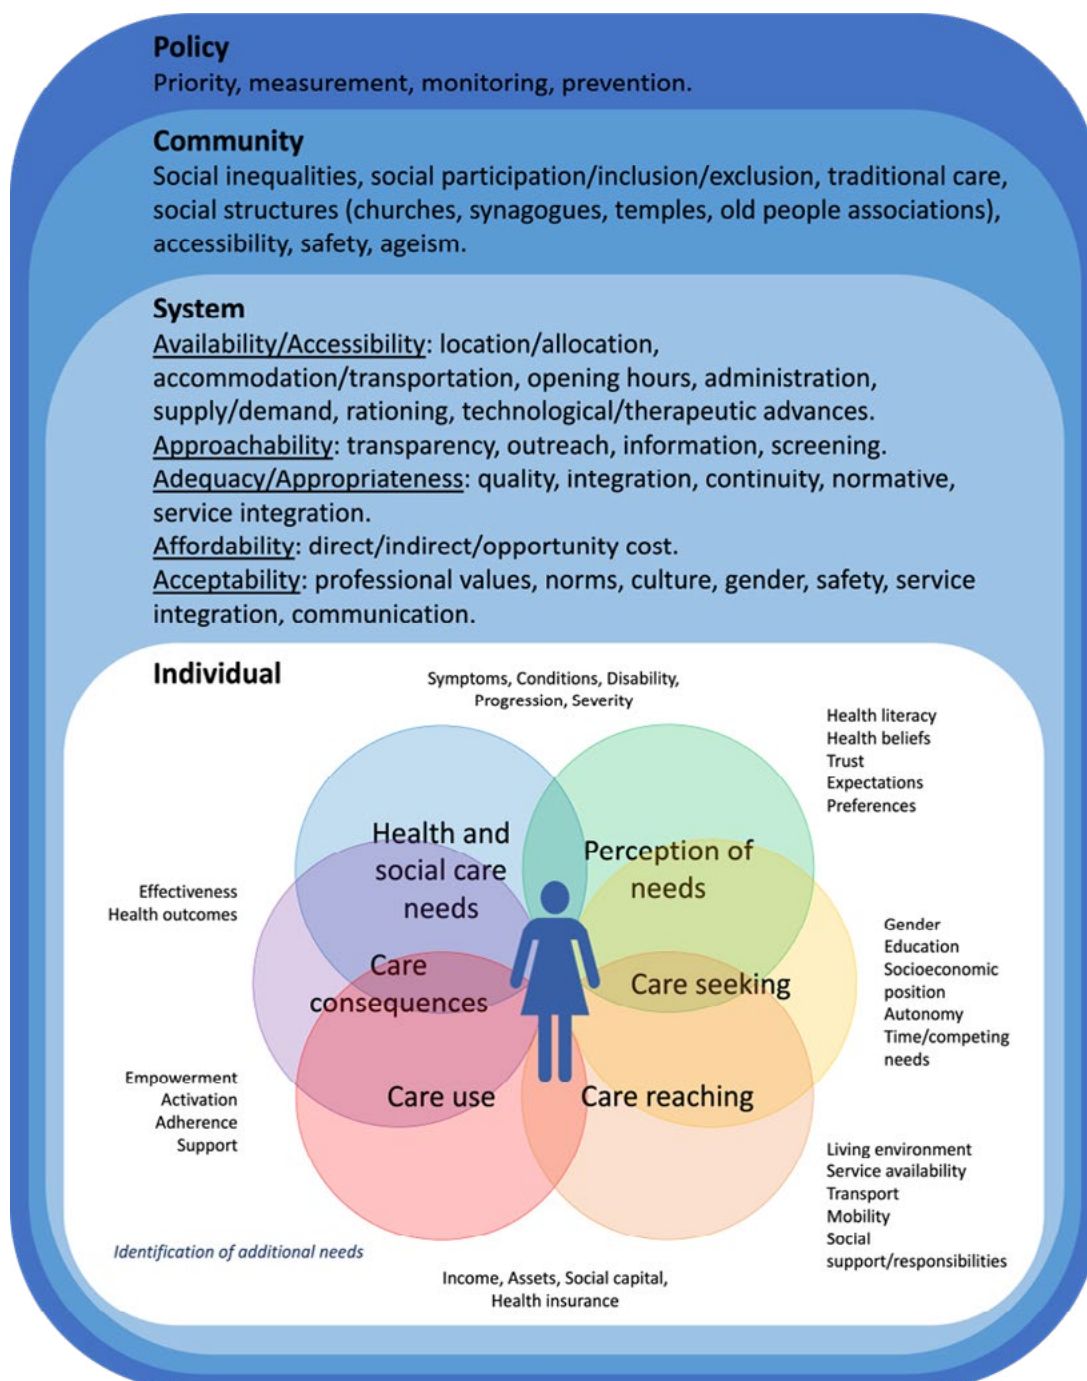 Policy
Priority, measurement, monitoring, prevention.
Community
Social inequalities, social participation/inclusion/exclusion, traditional care,
social structures (churches, synagogues, temples, old people associations),
accessibility, safety, ageism.
System
Availability/Accessibility: location/allocation,
accommodation/transportation, opening hours, administration,
supply/demand, rationing, technological/therapeutic advances.
Approachability: transparency, outreach, information, screening.
Adequacy/Appropriateness: quality, integration, continuity, normative,
service integration.
Affordability: direct/indirect/opportunity cost.
Acceptability: professional values, norms, culture, gender, safety, service
integration, communication.
Individual
Symptoms, Conditions, Disability,
Progression, Severity
Health literacy
Health beliefs
Trust
Expectations
Preferences
Health and
social care
needs
Perception of
needs
Effectiveness
Health outcomes
Care
consequences
Care seeking
Gender
Education
Socioeconomic
position
Autonomy
Time/competing
needs
Empowerment
Activation
Adherence
Support
Care use
Care reaching
Living environment
Service availability
Transport
Mobility
Social
support/responsibilities
Identification of additional needs
Income, Assets, Social capital,
Health insurance